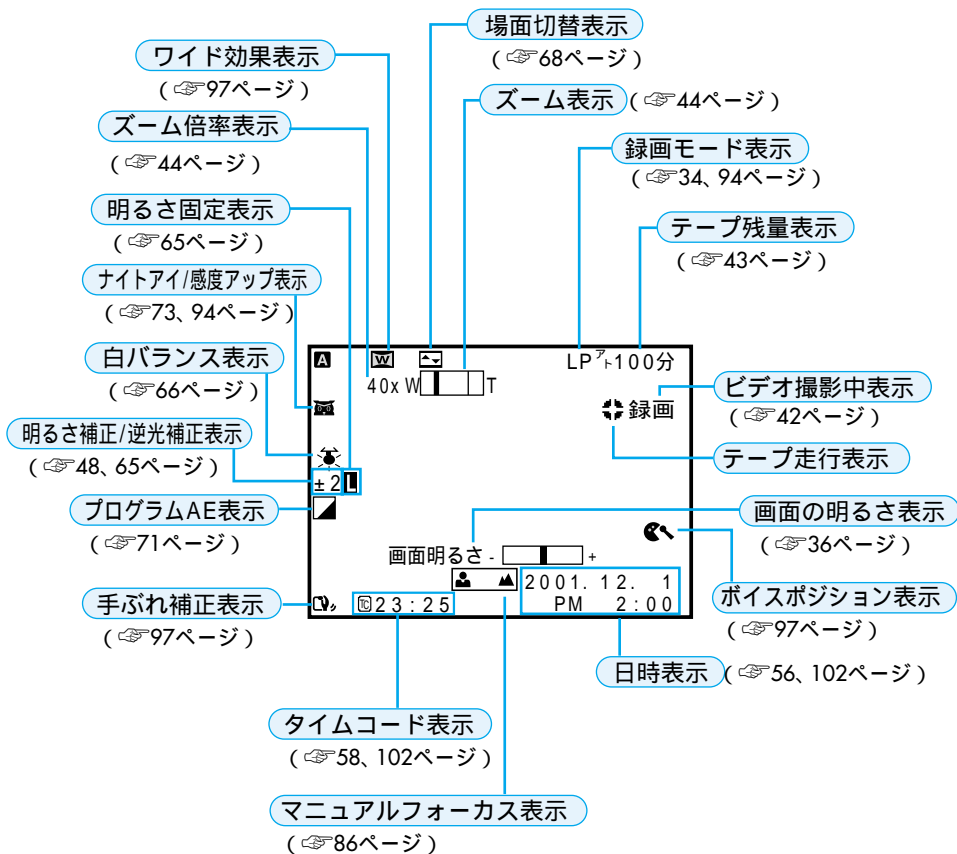 場面切替表示
(☞68ページ)
ワイド効果表示
(☞97ページ)
ズーム表示(☞44ページ)
ズーム倍率表示
(☞44ページ)
録画モード表示
(☞34、94ページ)
明るさ固定表示
(☞65ページ)
テープ残量表示
(☞43ページ)
ナイトアイ/感度アップ表示
(☞73、94ページ)
白バランス表示
(☞66ページ)
明るさ補正/逆光補正表示
(☞48、65ページ)
プログラムAE表示
(☞71ページ)
手ぶれ補正表示
(☞97ページ)
A W LPアト100分
40x W T
録画
±2 L
画面明るさ - +
2001. 12. 1
TC 23:25 PM 2:00
ビデオ撮影中表示
(☞42ページ)
テープ走行表示
画面の明るさ表示
(☞36ページ)
ボイスポジション表示
(☞97ページ)
日時表示(☞56、102ページ)
タイムコード表示
(☞58、102ページ)
マニュアルフォーカス表示
(☞86ページ)